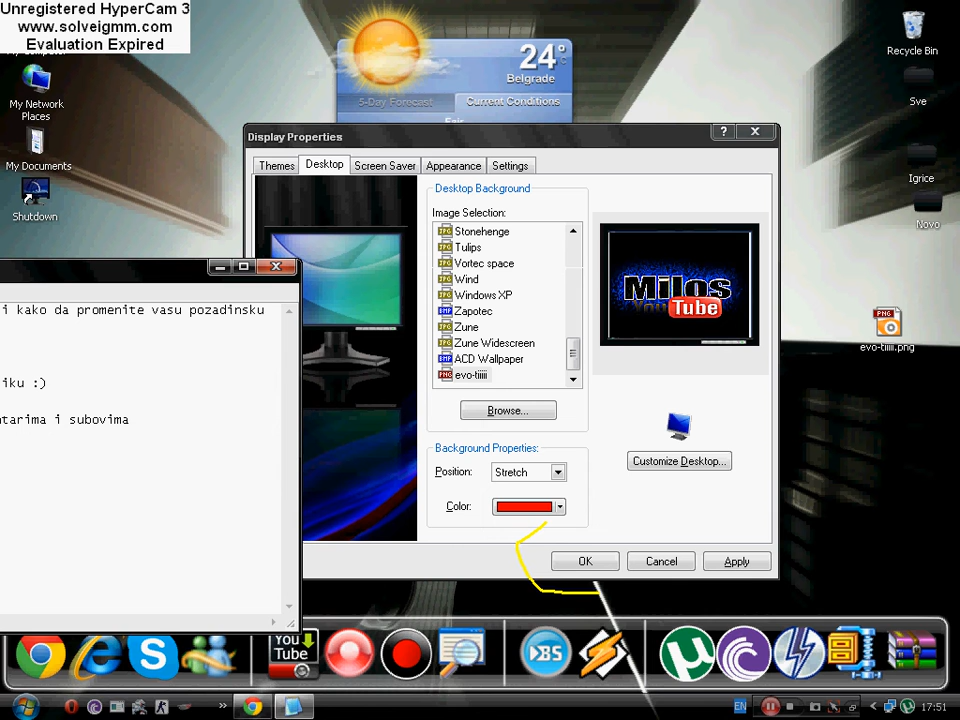 Unregistered HyperCam 3
www.solveigmm.com
Evaluation Expired
My Network
Places
My Documents
Shutdown
24°
Belgrade
5-Day Forecast
Current Conditions
Fair
Recycle Bin
Sve
Igrice
Novo
evo-tiiiii.png
Display Properties
Themes
Desktop
Screen Saver
Appearance
Settings
Desktop Background
Image Selection:
Stonehenge
Tulips
Vortec space
Wind
Windows XP
Zapotec
Zune
Zune Widescreen
ACD Wallpaper
evo-tiiiii
Browse...
Background Properties:
Position:
Stretch
Color:
Milos
You Tube
Customize Desktop...
OK
Cancel
Apply
i kako da promenite vasu pozadinsku
iku :)
ntarima i subovima
You
Tube
BS
EN
17:51